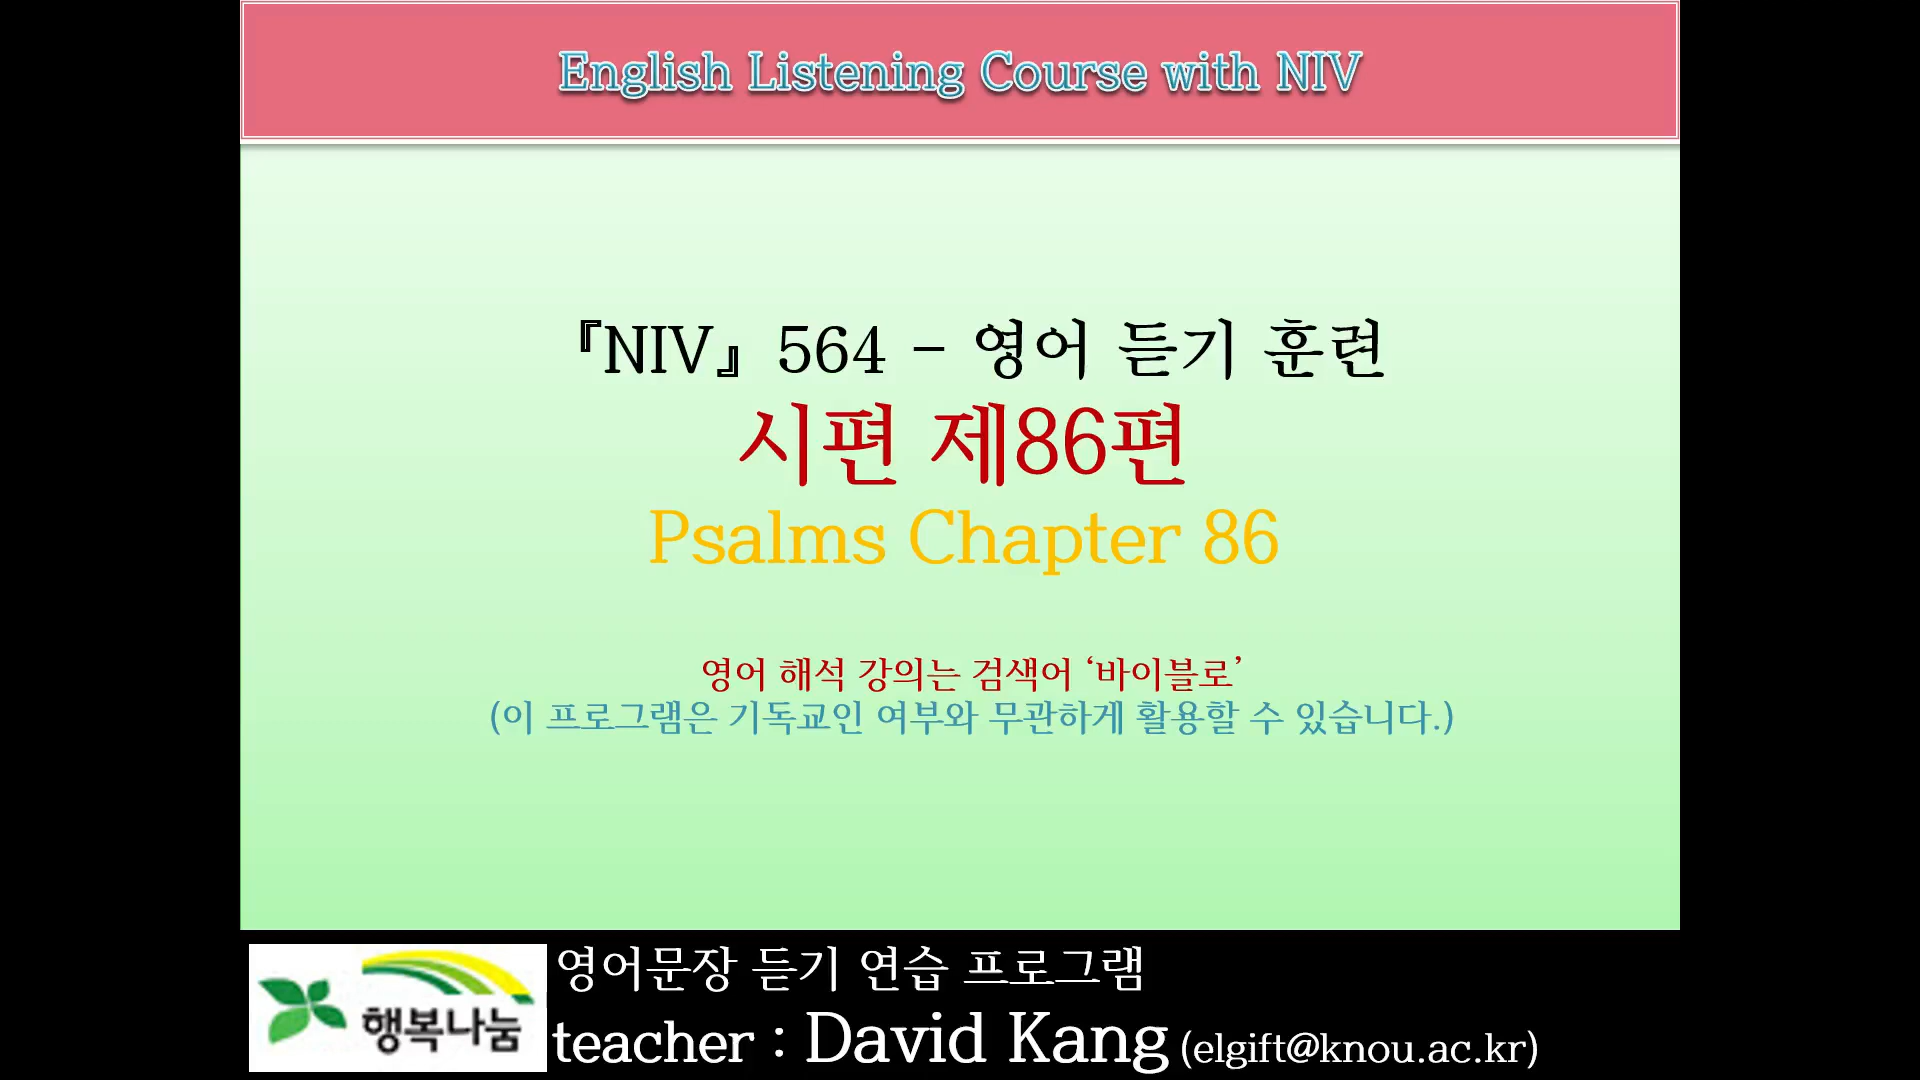 English Listening Course with NIV
『NIV』 564 - 영어 듣기 훈련
시편 제86편
Psalms Chapter 86
영어 해석 강의는 검색어 ‘바이블로’
(이 프로그램은 기독교인 여부와 무관하게 활용할 수 있습니다.)
행복나눔
영어문장 듣기 연습 프로그램
teacher : David Kang (elgift@knou.ac.kr)